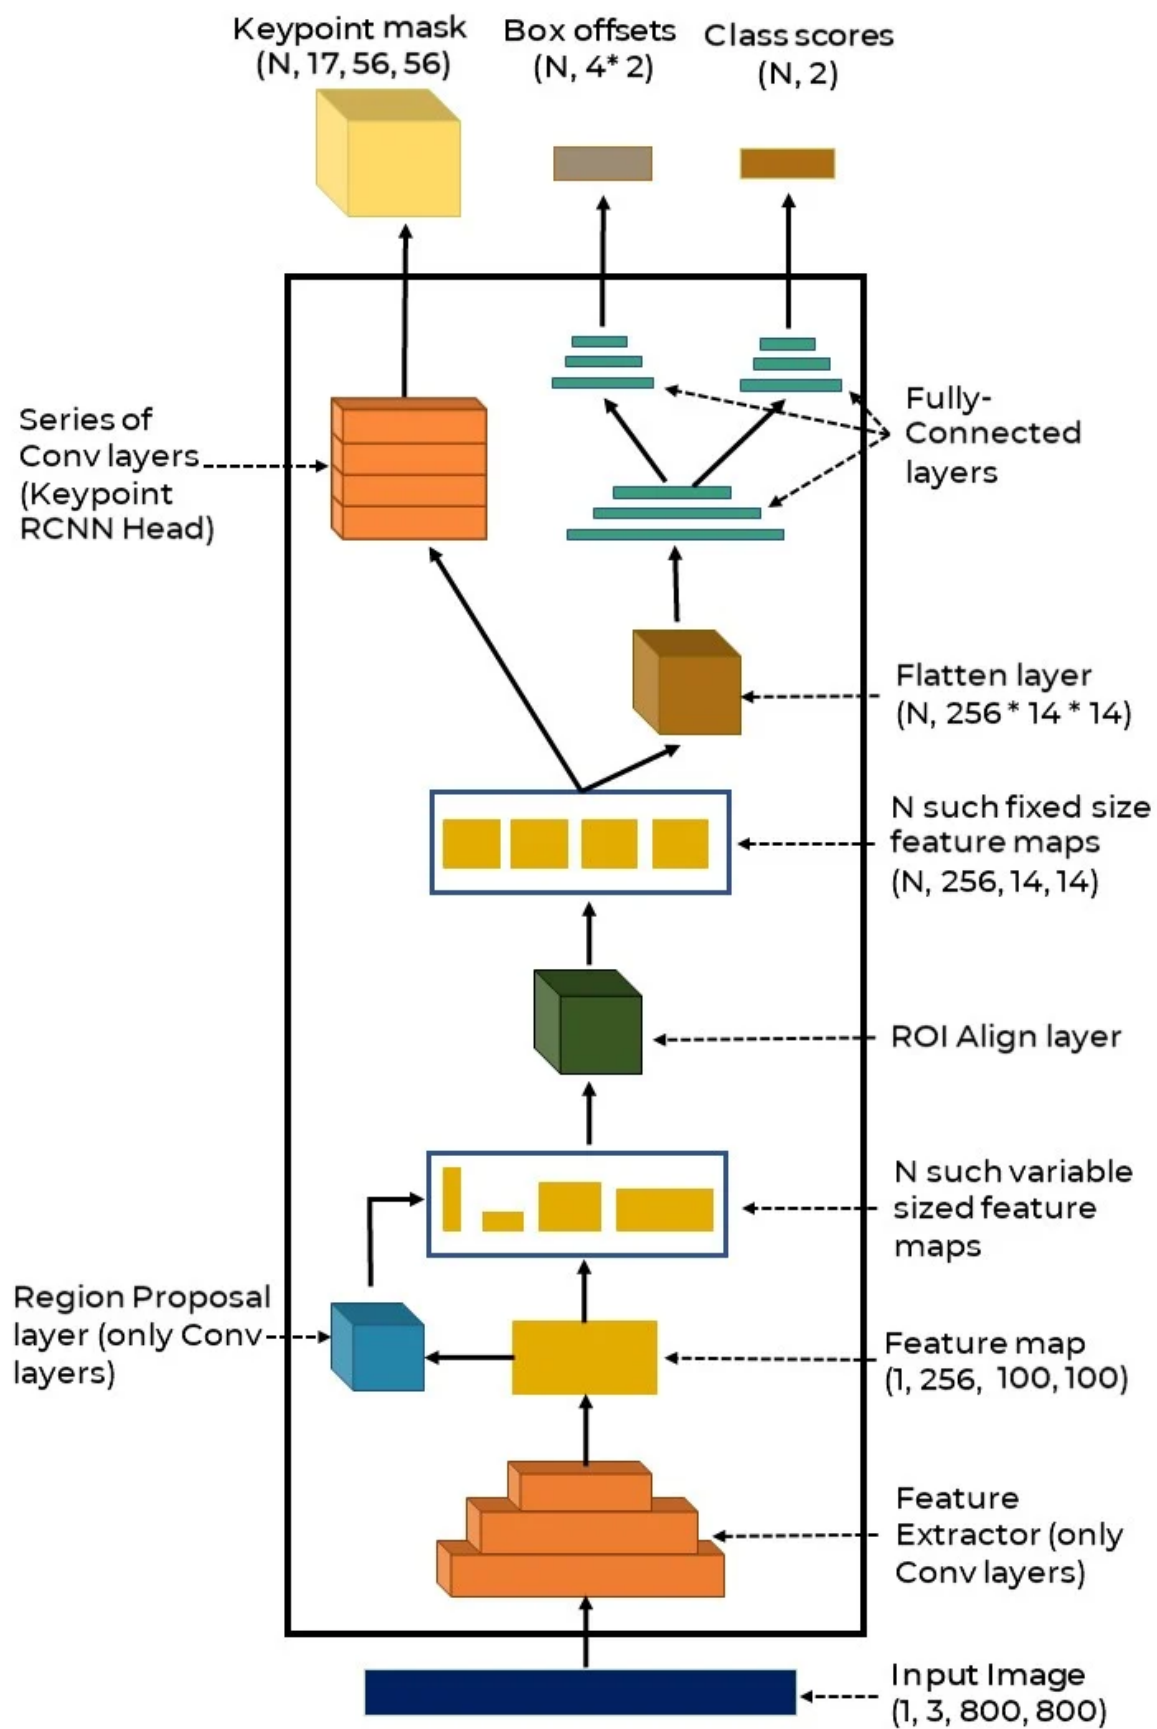 Keypoint mask
(N, 17, 56, 56)
Box offsets
(N, 4* 2)
Class scores
(N, 2)
Series of
Conv layers
(Keypoint
RCNN Head)
Fully-
Connected
layers
Flatten layer
(N, 256 * 14 * 14)
N such fixed size
feature maps
(N, 256, 14, 14)
ROI Align layer
N such variable
sized feature
maps
Region Proposal
layer (only Conv
layers)
Feature map
(1, 256, 100, 100)
Feature
Extractor (only
Conv layers)
Input Image
(1, 3, 800, 800)